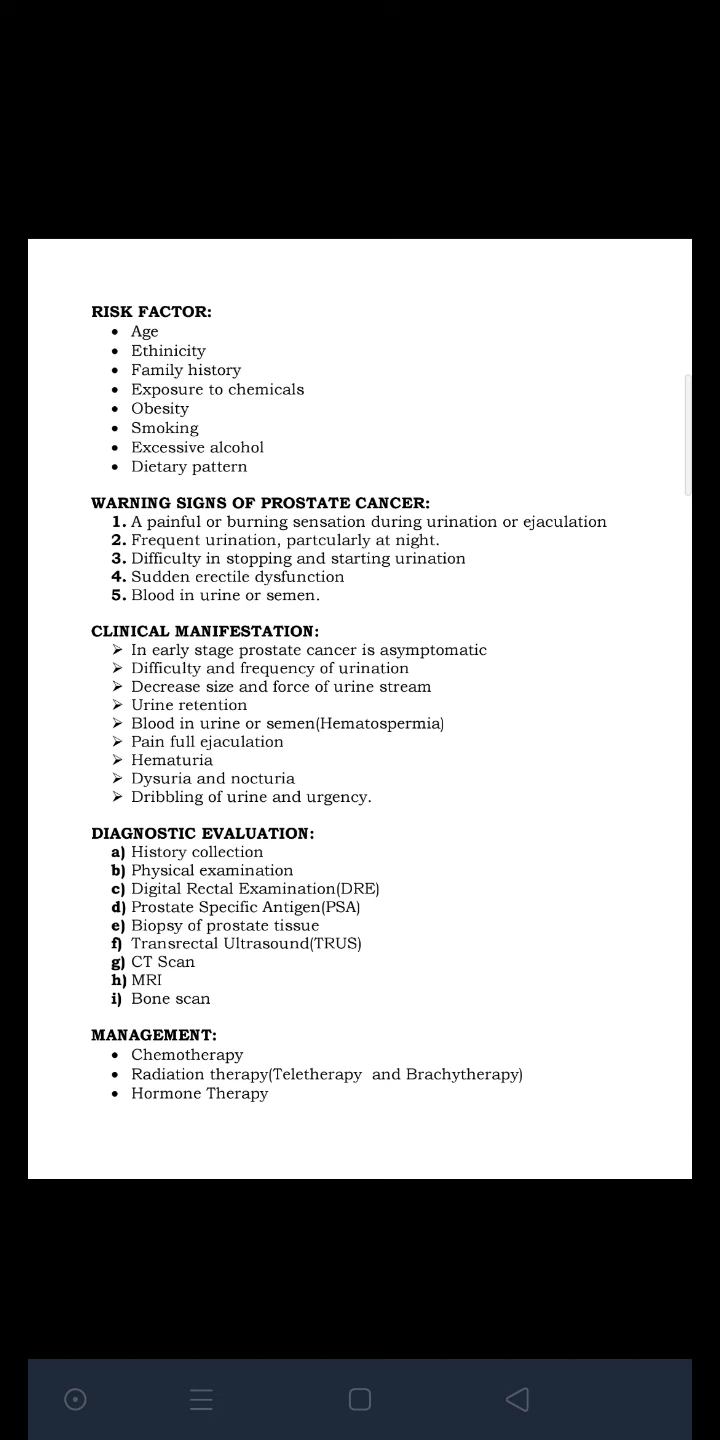 RISK FACTOR:
• Age
• Ethinicity
• Family history
• Exposure to chemicals
• Obesity
• Smoking
• Excessive alcohol
• Dietary pattern
WARNING SIGNS OF PROSTATE CANCER:
1. A painful or burning sensation during urination or ejaculation
2. Frequent urination, partcularly at night.
3. Difficulty in stopping and starting urination
4. Sudden erectile dysfunction
5. Blood in urine or semen.
CLINICAL MANIFESTATION:
➢ In early stage prostate cancer is asymptomatic
➢ Difficulty and frequency of urination
➢ Decrease size and force of urine stream
➢ Urine retention
➢ Blood in urine or semen(Hematospermia)
➢ Pain full ejaculation
➢ Hematuria
➢ Dysuria and nocturia
➢ Dribbling of urine and urgency.
DIAGNOSTIC EVALUATION:
a) History collection
b) Physical examination
c) Digital Rectal Examination(DRE)
d) Prostate Specific Antigen(PSA)
e) Biopsy of prostate tissue
f) Transrectal Ultrasound(TRUS)
g) CT Scan
h) MRI
i) Bone scan
MANAGEMENT:
• Chemotherapy
• Radiation therapy(Teletherapy  and Brachytherapy)
• Hormone Therapy